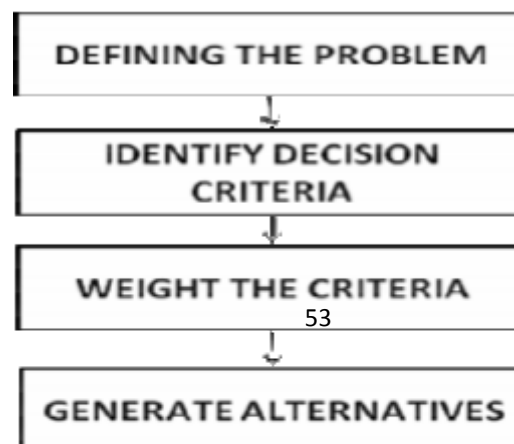 DEFINING THE PROBLEM
IDENTIFY DECISION
CRITERIA
WEIGHT THE CRITERIA
53
GENERATE ALTERNATIVES